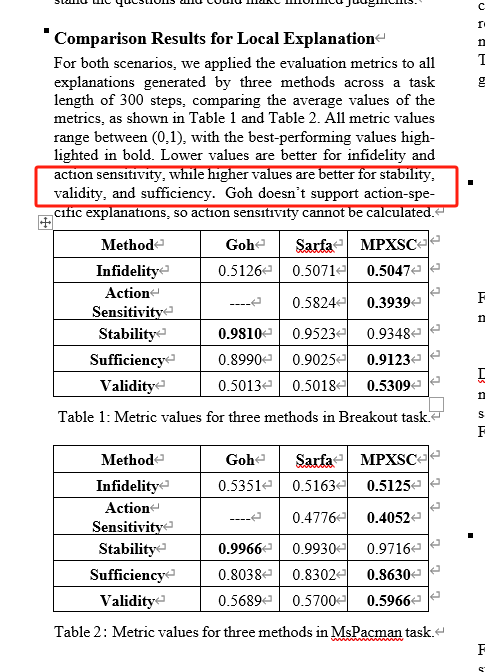 stand the questions and could make informed judgments.
Comparison Results for Local Explanation
For both scenarios, we applied the evaluation metrics to all
explanations generated by three methods across a task
length of 300 steps, comparing the average values of the
metrics, as shown in Table 1 and Table 2. All metric values
range between (0,1), with the best-performing values high-
lighted in bold. Lower values are better for infidelity and
action sensitivity, while higher values are better for stability,
validity, and sufficiency. Goh doesn't support action-spe-
cific explanations, so action sensitivity cannot be calculated.
Method Goh Sarfa MPXSC
Infidelity 0.5126 0.5071 0.5047
Action
Sensitivity ---- 0.5824 0.3939
Stability 0.9810 0.9523 0.9348
Sufficiency 0.8990 0.9025 0.9123
Validity 0.5013 0.5018 0.5309
Table 1: Metric values for three methods in Breakout task.
Method Goh Sarfa MPXSC
Infidelity 0.5351 0.5163 0.5125
Action
Sensitivity ---- 0.4776 0.4052
Stability 0.9966 0.9930 0.9716
Sufficiency 0.8038 0.8302 0.8630
Validity 0.5689 0.5700 0.5966
Table 2: Metric values for three methods in MsPacman task.